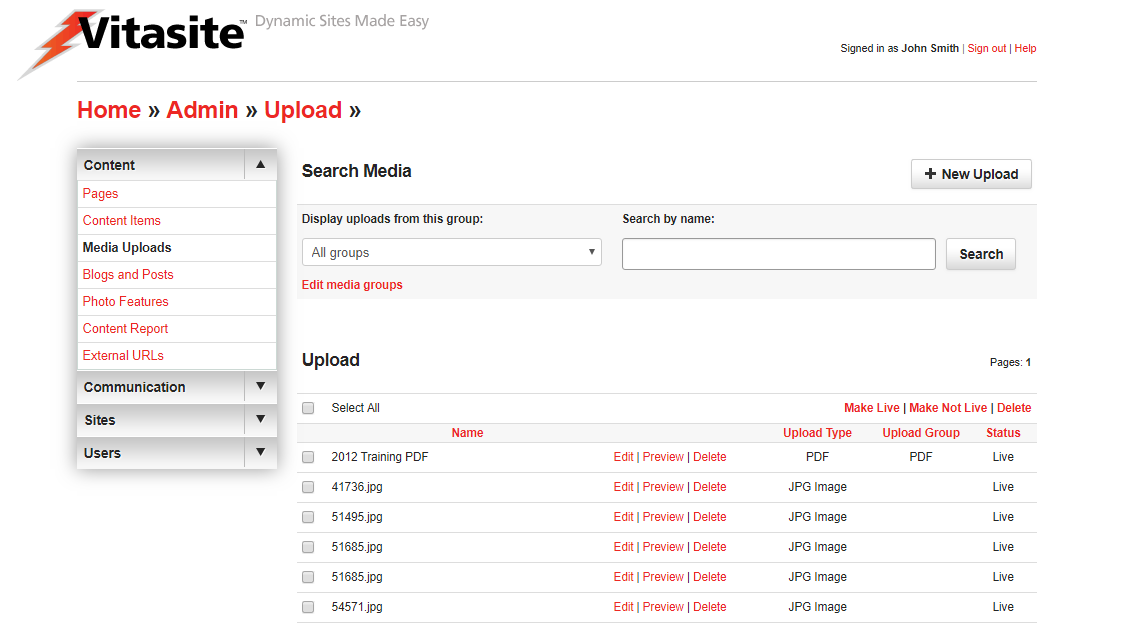 Vitasite™ Dynamic Sites Made Easy
Signed in as John Smith | Sign out | Help
Home » Admin » Upload »
Content ▲
Pages
Content Items
Media Uploads
Blogs and Posts
Photo Features
Content Report
External URLs
Communication ▼
Sites ▼
Users ▼
Search Media
+ New Upload
Display uploads from this group:
Search by name:
All groups ▼
Search
Edit media groups
Upload
Pages: 1
Select All
Make Live | Make Not Live | Delete
Name Upload Type Upload Group Status
2012 Training PDF Edit | Preview | Delete PDF PDF Live
41736.jpg Edit | Preview | Delete JPG Image Live
51495.jpg Edit | Preview | Delete JPG Image Live
51685.jpg Edit | Preview | Delete JPG Image Live
51685.jpg Edit | Preview | Delete JPG Image Live
54571.jpg Edit | Preview | Delete JPG Image Live